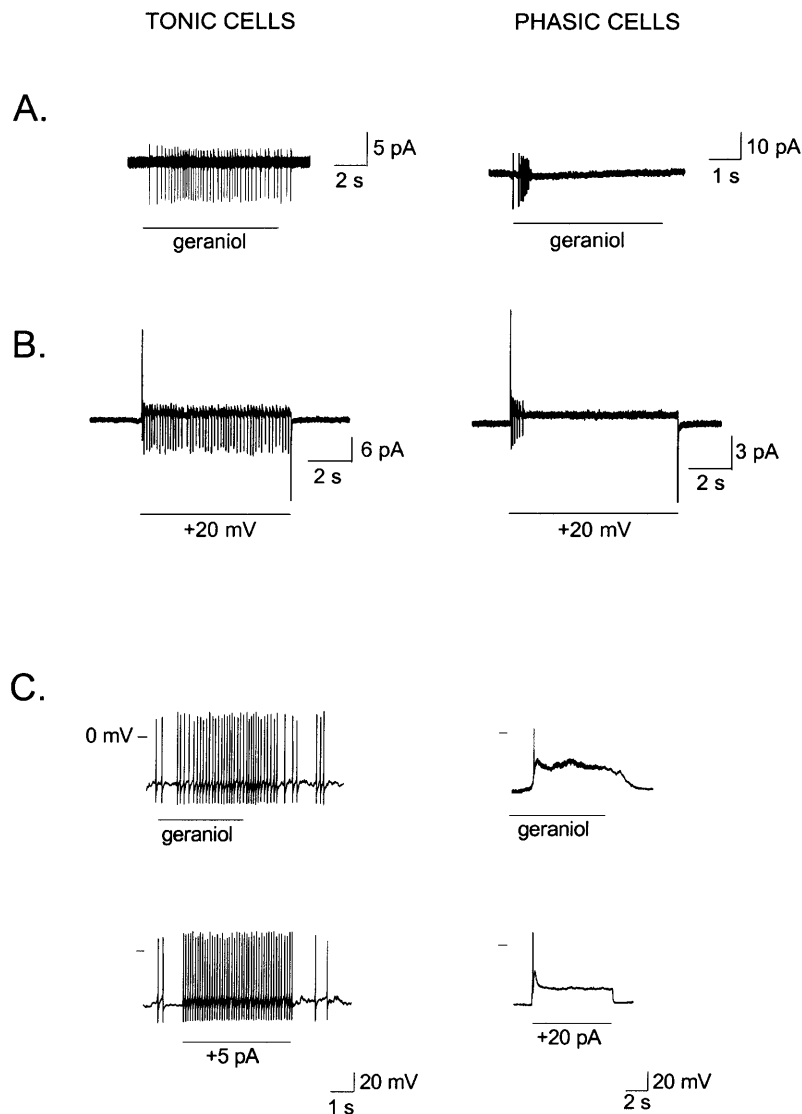 TONIC CELLS
PHASIC CELLS
A.
5 pA
2 s
geraniol
10 pA
1 s
geraniol
B.
6 pA
2 s
+20 mV
3 pA
2 s
+20 mV
C.
0 mV –
geraniol
–
geraniol
–
+5 pA
–
+20 pA
20 mV
1 s
20 mV
2 s